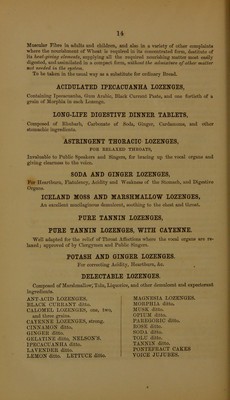 14
Muscular Fibre in adults and children, and also in a variety of other complaints
where the nourishment of Wheat is required in its concentrated form, destitute of
its heat-giving elements, supplying all the required nourishing matter most easily
digested, and assimilated in a compact form, without the admixture of other matter
not needed in the system.
To be taken in the usual way as a substitute for ordinary Bread.
ACIDULATED IPECACUANHA LOZENGES,
Containing Ipecacuanha, Gum Arabic, Black Currant Paste, and one fortieth of a
grain of Morphia in each Lozenge.
LONG-LIFE DIGESTIVE DINNER TABLETS,
Composed of Rhubarb, Carbonate of Soda, Ginger, Cardamoms, and other
stomachic ingredients.
ASTRINGENT THORACIC LOZENGES,
FOR RELAXED THROATS,
Invaluable to Public Speakers and Singers, for bracing up the vocal organs and
giving clearness to the voice.
SODA AND GINGER LOZENGES,
For Heartburn, Flatulency, Acidity and Weakness of the Stomach, and Digestive
Organs.
ICELAND MOSS AND MARSHMALLOW LOZENGES,
An excellent mucilaginous demulcent, soothing to the chest and throat.
PURE TANNIN LOZENGES,
PURE TANNIN LOZENGES, WITH CAYENNE.
Well adapted for the relief of Throat Affections where the vocal organs are re-
laxed; approved of by Clergymen and Public Singers.
POTASH AND GINGER LOZENGES.
For correcting Acidity, Heartburn, &c.
DELECTABLE LOZENGES.
Composed of Marshmallow, Tolu, Liquorice, and other demulcent and expectorant
ingredients.
ANT-ACID LOZENGES.
BLACK CURRANT ditto.
CALOMEL LOZENGES, one, two,
and three grains.
CAYENNE LOZENGES, strong.
CINNAMON ditto.
GINGER ditto.
GELATINE ditto, NELSON'S.
IPECACUANHA ditto.
LAVENDER ditto.
LEMON ditto. LETTUCE ditto.
MAGNESIA LOZENGES.
MORPHIA ditto.
MUSK ditto.
OPIUM ditto.
PAREGORIC ditto.
ROSE ditto.
SODA ditto.
TOLU ditto.
TANNIN ditto.
PONTEFRACT CAKES
VOICE JUJUBES.